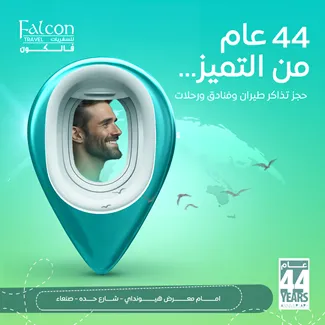 Falcon
TRAVEL للسفريات
فالكون
44 عام
من التميز...
حجز تذاكر طيران وفنادق ورحلات
عام
44
YEARS
امام معرض هيونداي - شارع حده - صنعاء